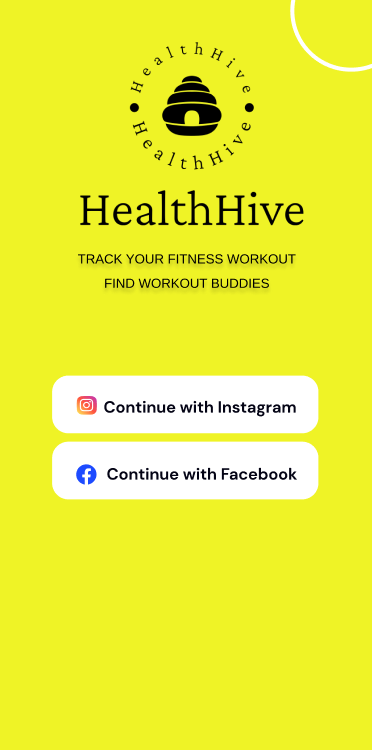 HealthHive
HealthHive
HealthHive
TRACK YOUR FITNESS WORKOUT
FIND WORKOUT BUDDIES
Continue with Instagram
Continue with Facebook